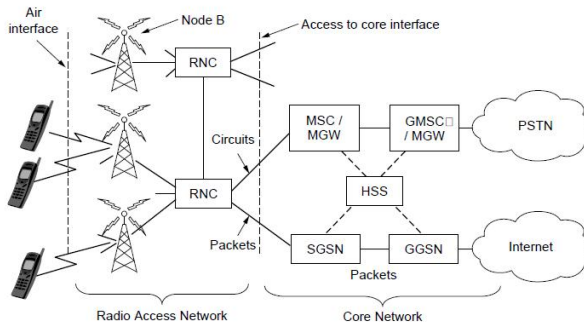 Air
interface
Node B
Access to core interface
RNC
MSC /
MGW
GMSC□
/ MGW
PSTN
Circuits
HSS
RNC
Packets
SGSN
GGSN
Internet
Packets
Radio Access Network
Core Network